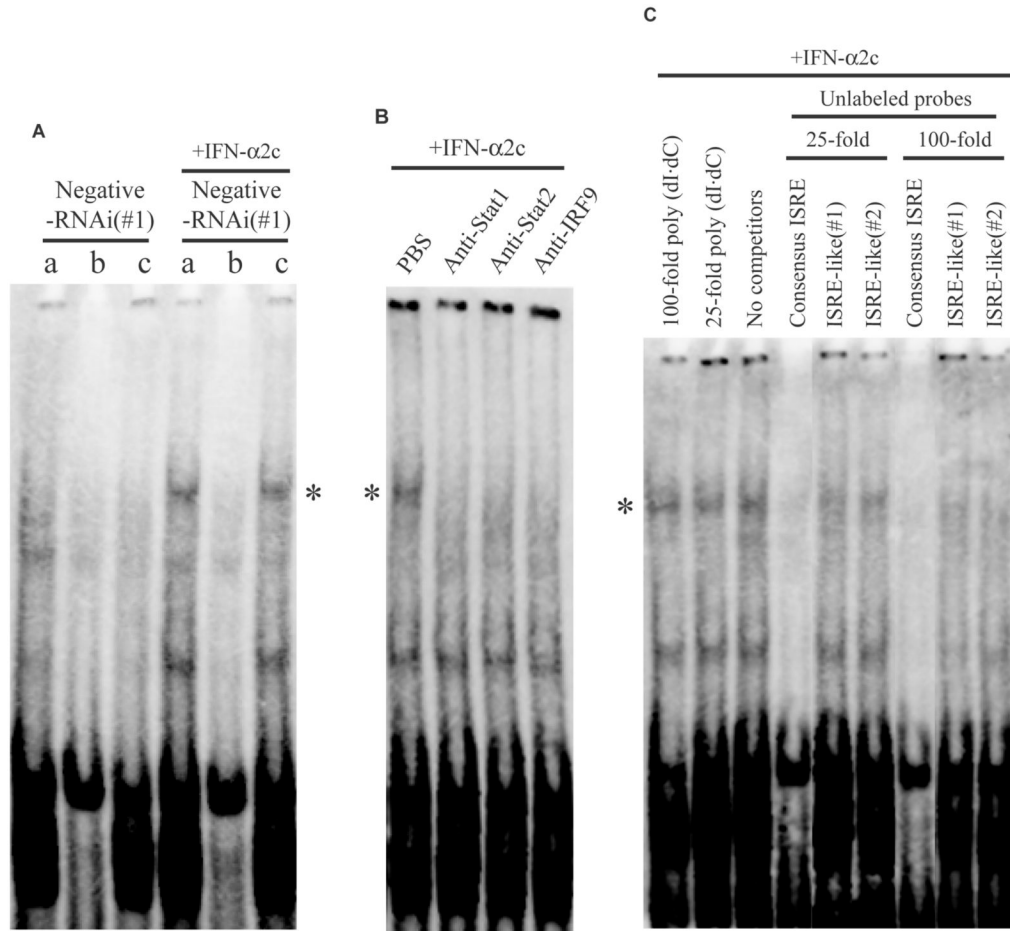 A
+IFN-α2c
Negative
-RNAi(#1)
Negative
-RNAi(#1)
a b c a b c
*
B
+IFN-α2c
PBS
Anti-Stat1
Anti-Stat2
Anti-IRF9
*
C
+IFN-α2c
Unlabeled probes
25-fold
100-fold
100-fold poly (dI·dC)
25-fold poly (dI·dC)
No competitors
Consensus ISRE
ISRE-like(#1)
ISRE-like(#2)
Consensus ISRE
ISRE-like(#1)
ISRE-like(#2)
*